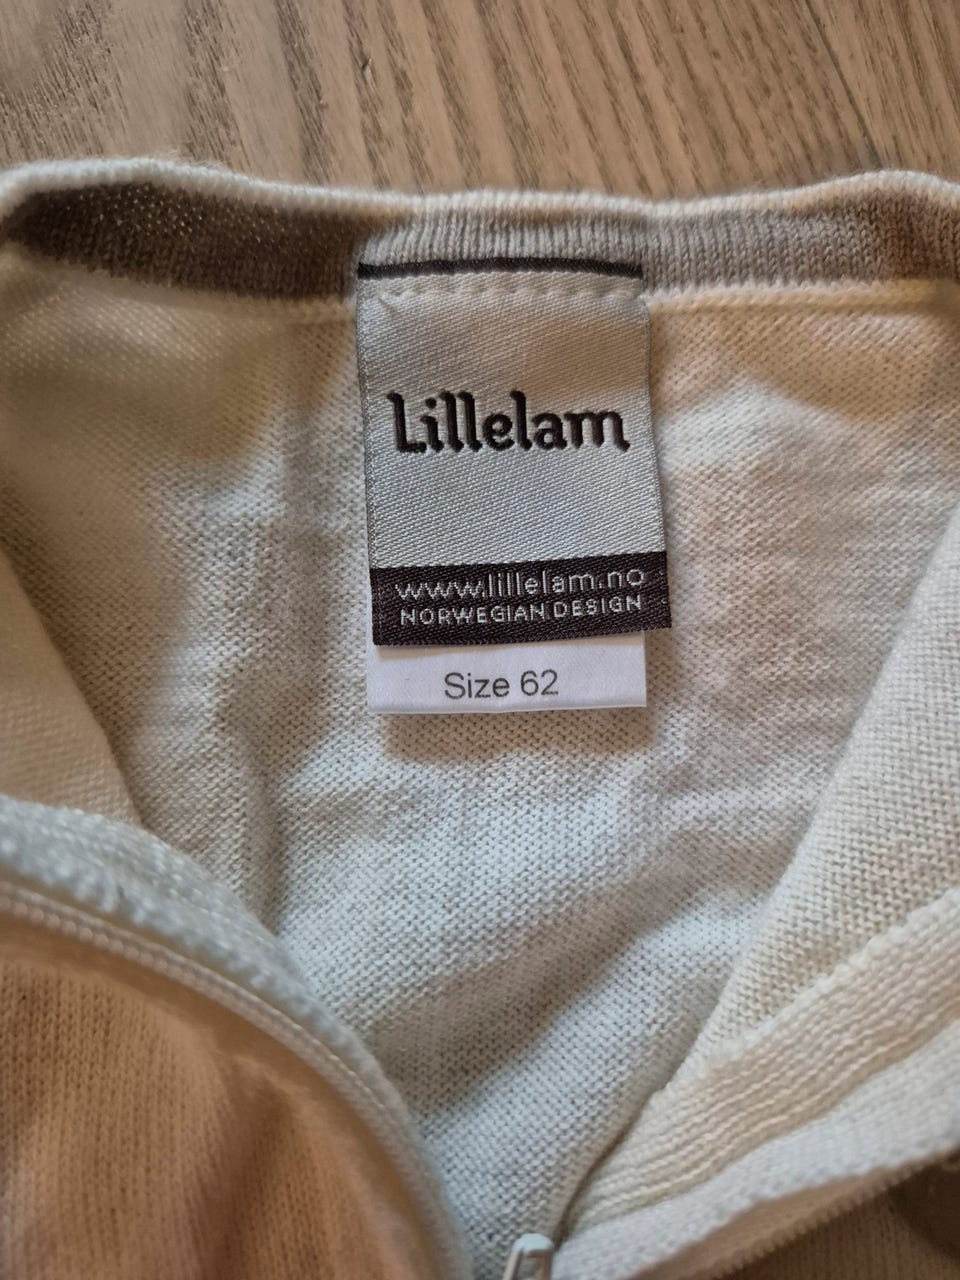 Lillelam
www.lillelam.no
NORWEGIAN DESIGN
Size 62